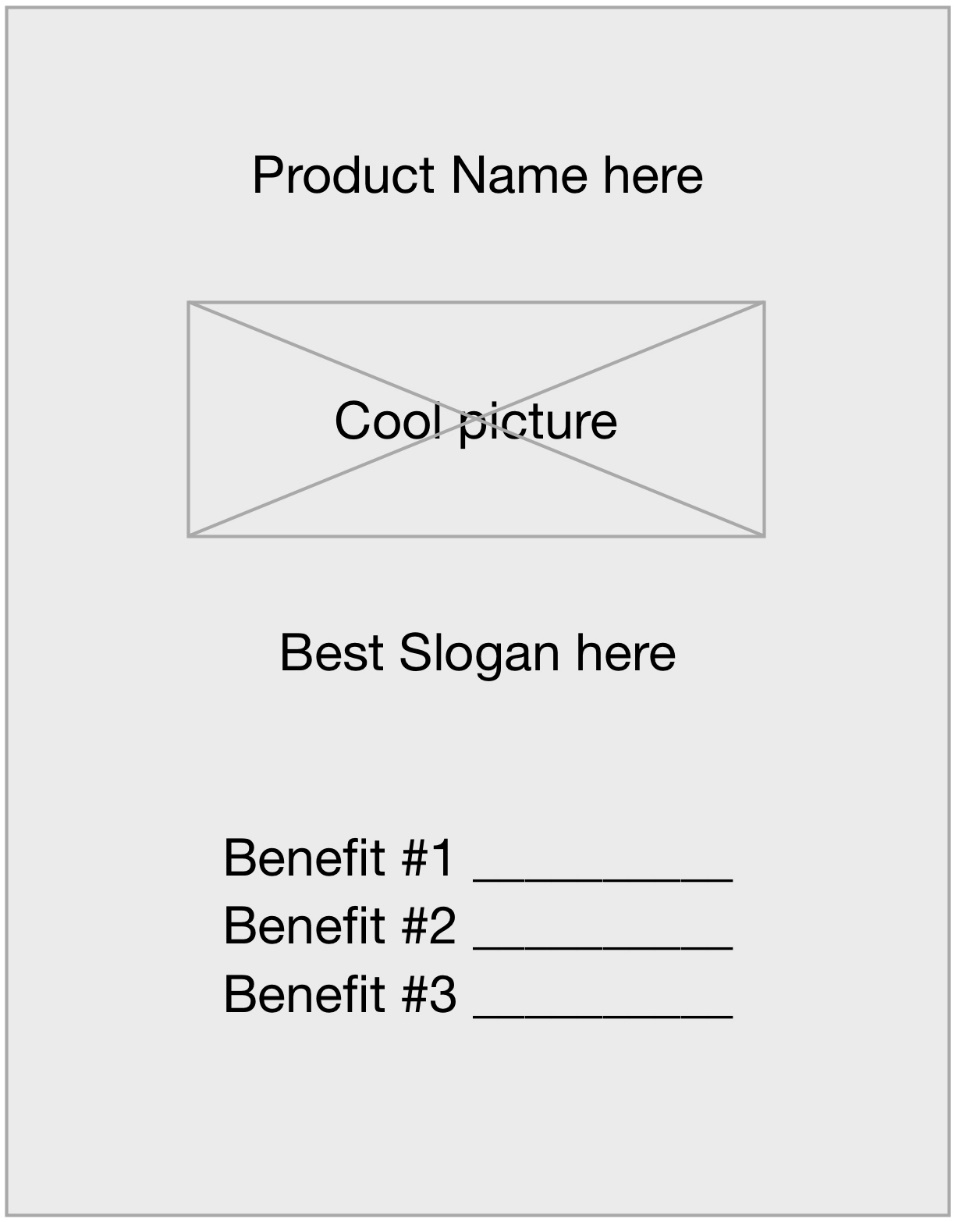 Product Name here
Cool picture
Best Slogan here
Benefit #1 __________
Benefit #2 __________
Benefit #3 __________